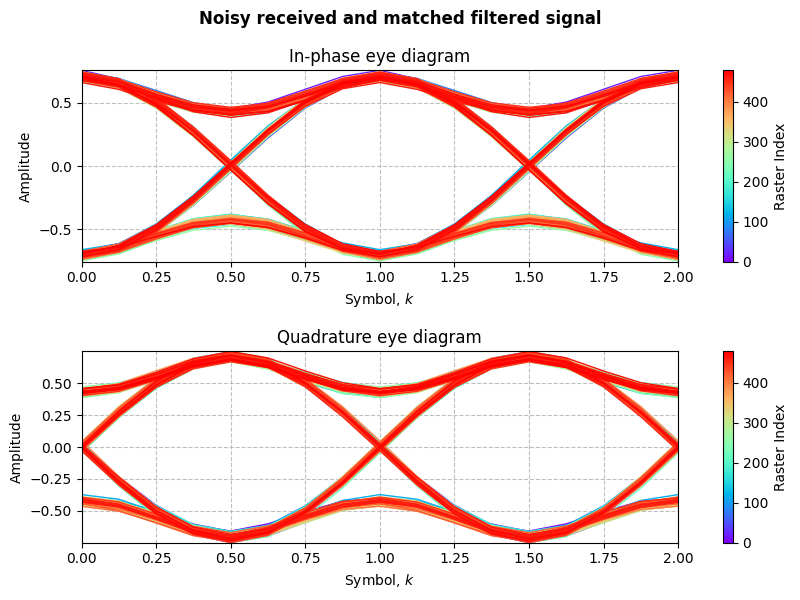 Noisy received and matched filtered signal
In-phase eye diagram
0.5
0.0
−0.5
Amplitude
0.00 0.25 0.50 0.75 1.00 1.25 1.50 1.75 2.00
Symbol, k
400
300
200
100
0
Raster Index
Quadrature eye diagram
0.50
0.25
0.00
−0.25
−0.50
Amplitude
0.00 0.25 0.50 0.75 1.00 1.25 1.50 1.75 2.00
Symbol, k
400
300
200
100
0
Raster Index